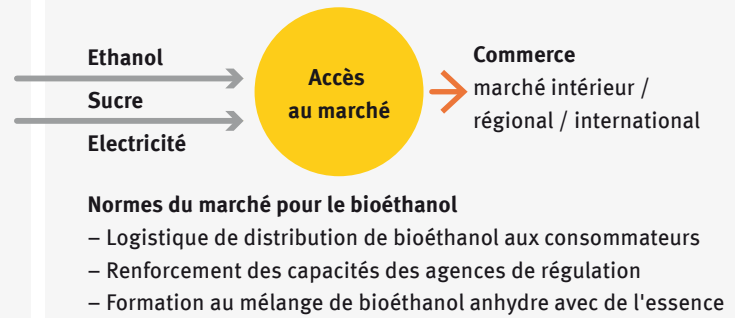 Ethanol
Sucre
Electricité
Accès
au marché
Commerce
marché intérieur /
régional / international
Normes du marché pour le bioéthanol
– Logistique de distribution de bioéthanol aux consommateurs
– Renforcement des capacités des agences de régulation
– Formation au mélange de bioéthanol anhydre avec de l'essence